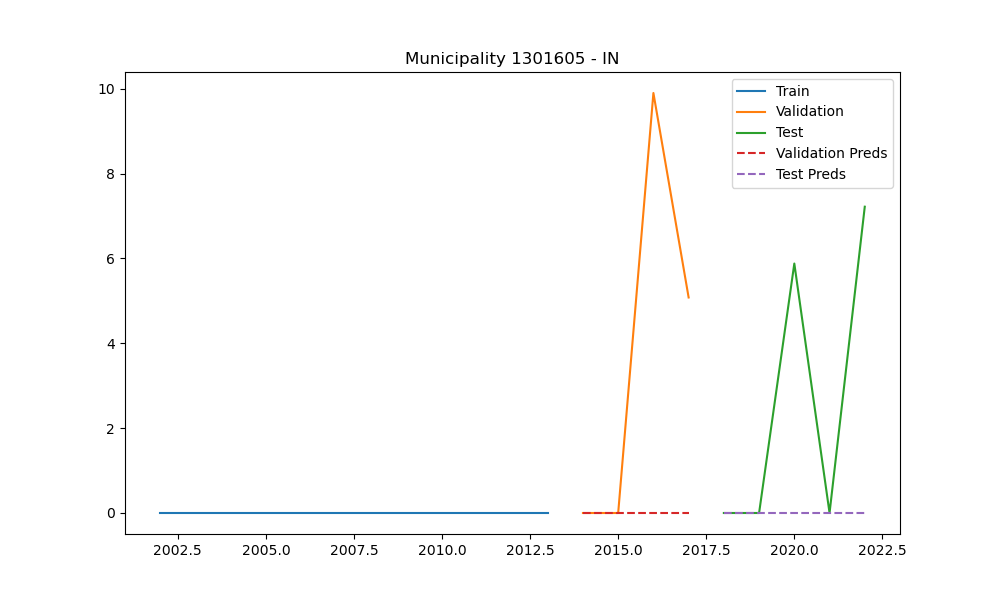 Municipality 1301605 - IN
Train
Validation
Test
Validation Preds
Test Preds
10
8
6
4
2
0
2002.5 2005.0 2007.5 2010.0 2012.5 2015.0 2017.5 2020.0 2022.5